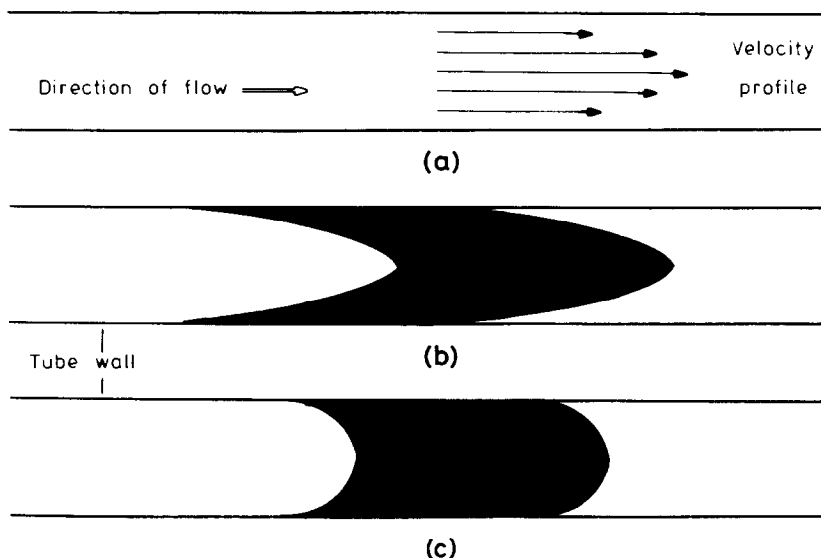 Velocity
Direction of flow
profile
(a)
(b)
Tube wall
(c)